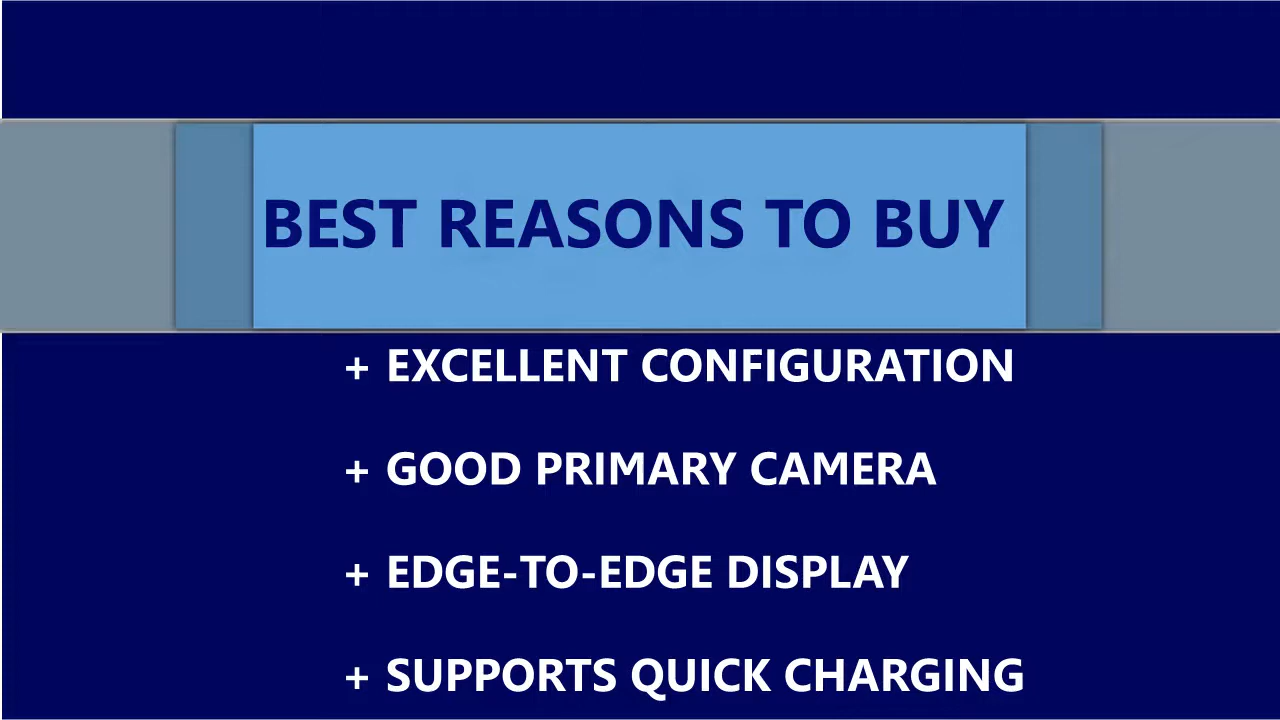 BEST REASONS TO BUY
+ EXCELLENT CONFIGURATION
+ GOOD PRIMARY CAMERA
+ EDGE-TO-EDGE DISPLAY
+ SUPPORTS QUICK CHARGING